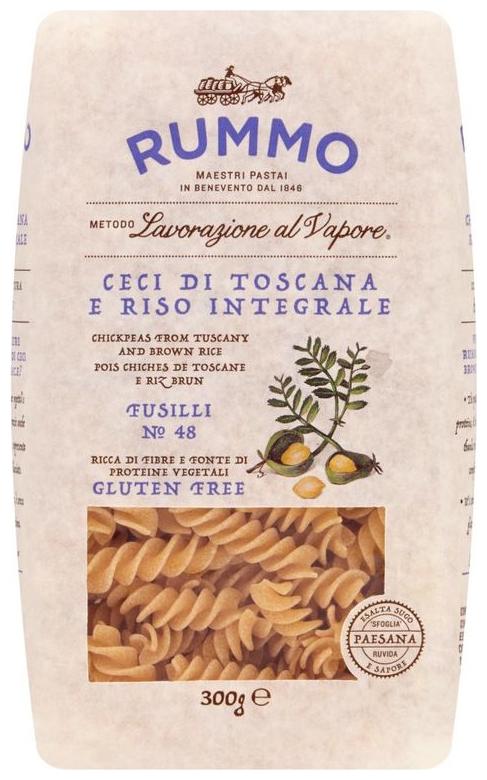 RUMMO
MAESTRI PASTAI
IN BENEVENTO DAL 1846
METODO Lavorazione al Vapore®
CECI DI TOSCANA
E RISO INTEGRALE
CHICKPEAS FROM TUSCANY
AND BROWN RICE
POIS CHICHES DE TOSCANE
E RIZ BRUN
FUSILLI
Nº 48
RICCA DI FIBRE E FONTE DI
PROTEINE VEGETALI
GLUTEN FREE
ESALTA SUGO
"SFOGLIA"
PAESANA
RUVIDA
E SAPORE
300g ℮